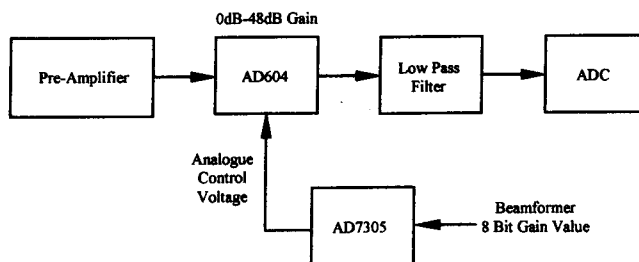 0dB-48dB Gain
Pre-Amplifier
AD604
Low Pass
Filter
ADC
Analogue
Control
Voltage
AD7305
Beamformer
8 Bit Gain Value